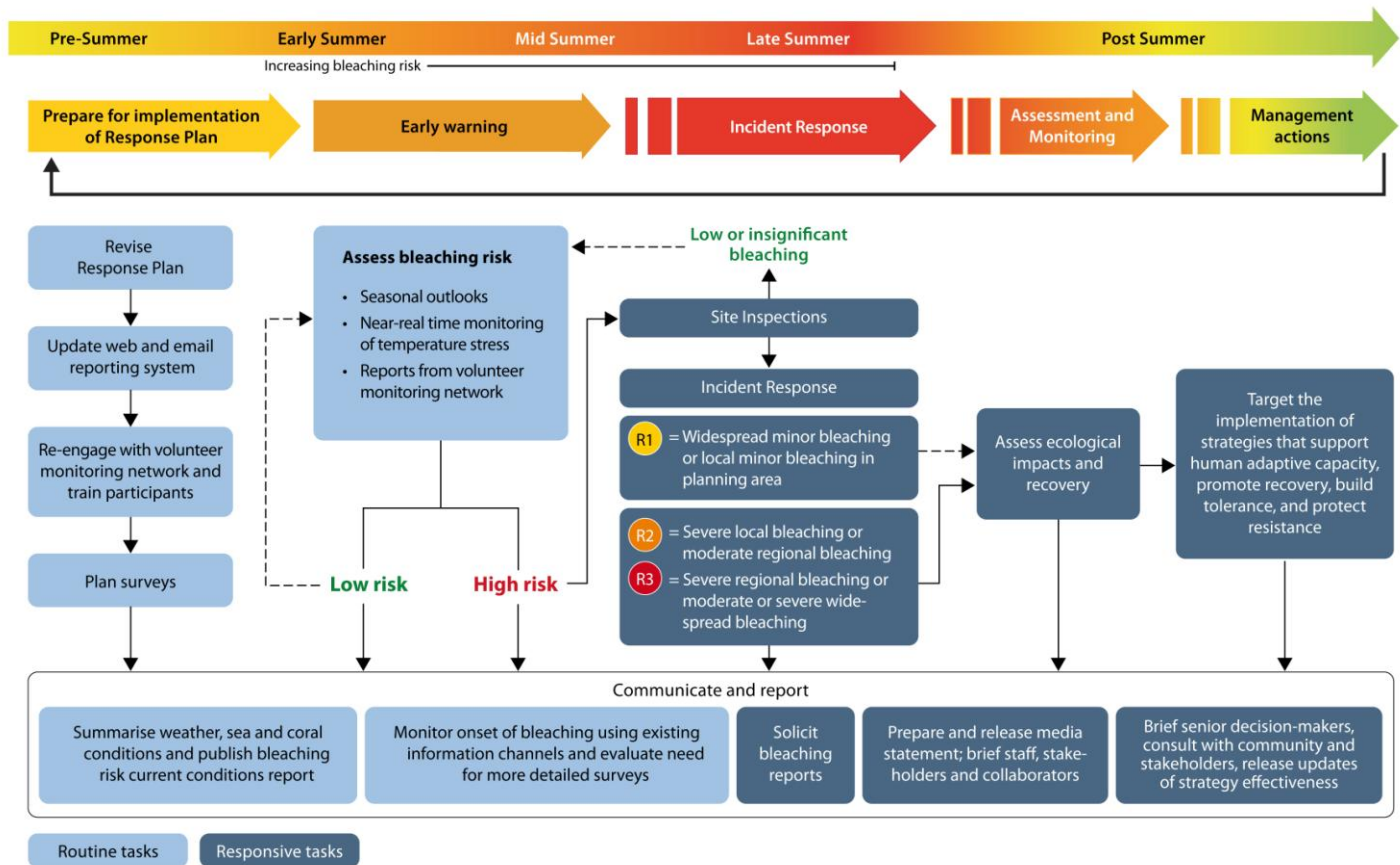 Pre-Summer
Early Summer
Mid Summer
Late Summer
Post Summer
Increasing bleaching risk
Prepare for implementation
of Response Plan
Early warning
Incident Response
Assessment and
Monitoring
Management
actions
Revise
Response Plan
Update web and email
reporting system
Re-engage with volunteer
monitoring network and
train participants
Plan surveys
Assess bleaching risk
• Seasonal outlooks
• Near-real time monitoring
of temperature stress
• Reports from volunteer
monitoring network
Low risk
High risk
Low or insignificant
bleaching
Site Inspections
Incident Response
R1 = Widespread minor bleaching
or local minor bleaching in
planning area
R2 = Severe local bleaching or
moderate regional bleaching
R3 = Severe regional bleaching or
moderate or severe wide-
spread bleaching
Assess ecological
impacts and
recovery
Target the
implementation of
strategies that support
human adaptive capacity,
promote recovery, build
tolerance, and protect
resistance
Communicate and report
Summarise weather, sea and coral
conditions and publish bleaching
risk current conditions report
Monitor onset of bleaching using existing
information channels and evaluate need
for more detailed surveys
Solicit
bleaching
reports
Prepare and release media
statement; brief staff, stake-
holders and collaborators
Brief senior decision-makers,
consult with community and
stakeholders, release updates
of strategy effectiveness
Routine tasks
Responsive tasks